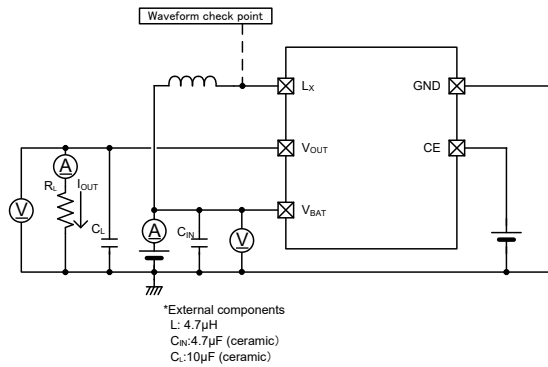 Waveform check point
LX
GND
A
VOUT
CE
RL
IOUT
V
CL
VBAT
A
CIN
V
*External components
L: 4.7μH
CIN:4.7μF (ceramic)
CL:10μF (ceramic)